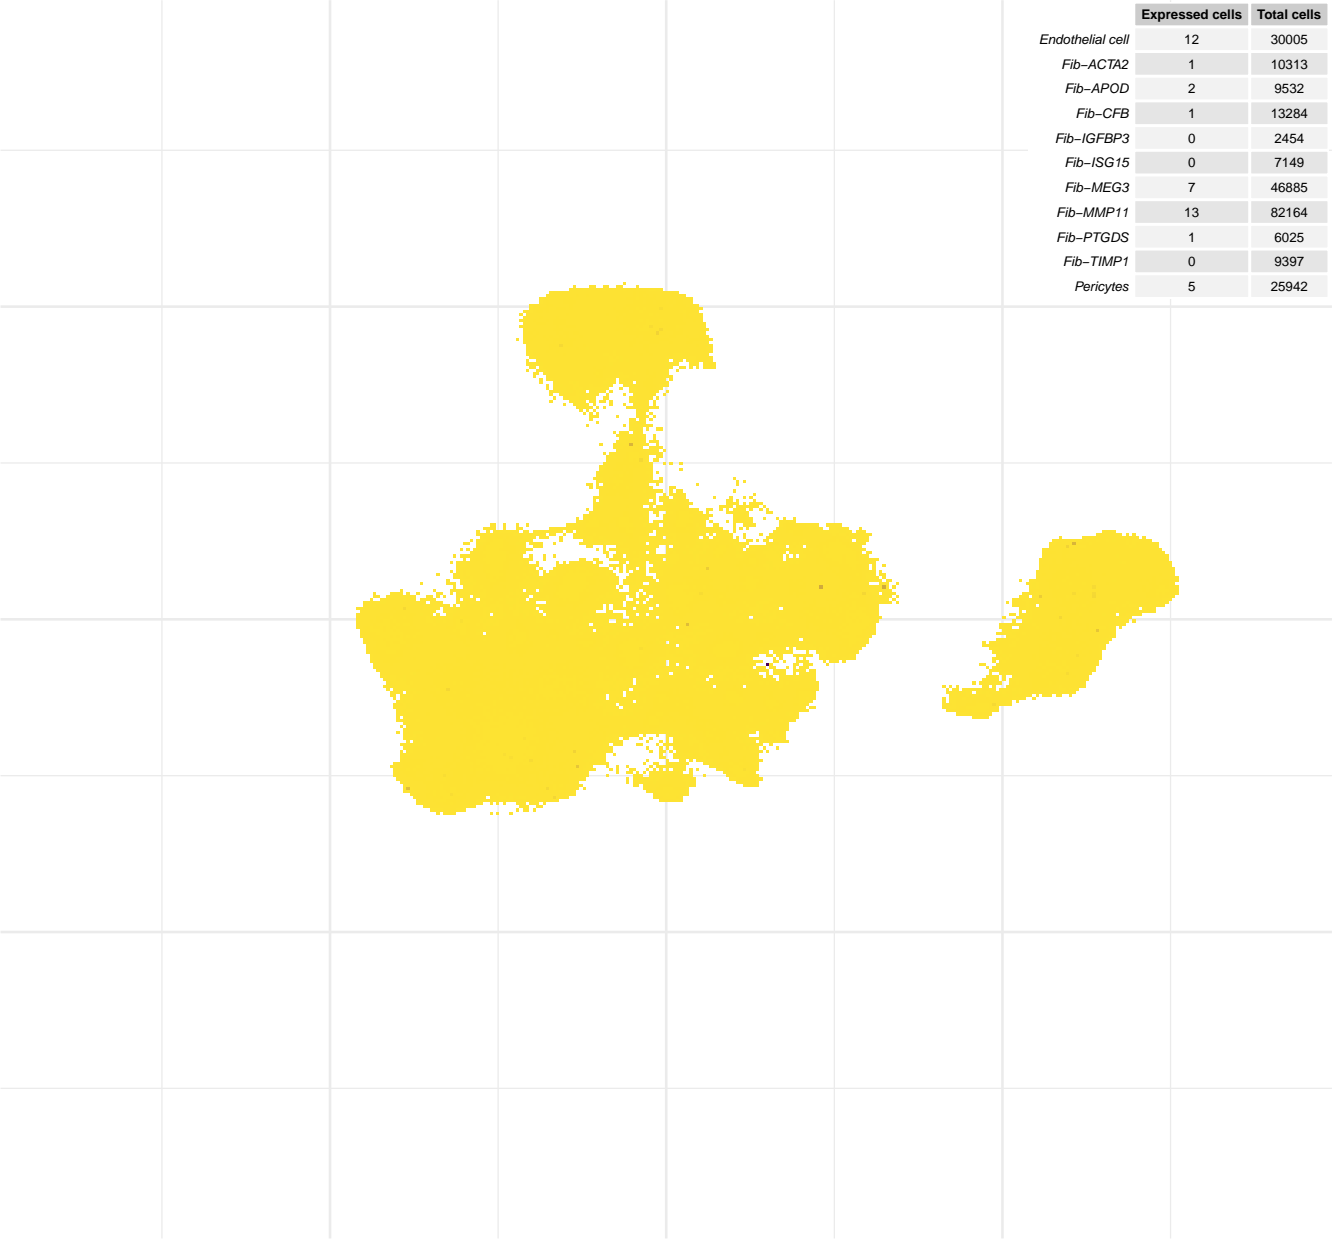 Expressed cells Total cells
Endothelial cell 12 30005
Fib−ACTA2 1 10313
Fib−APOD 2 9532
Fib−CFB 1 13284
Fib−IGFBP3 0 2454
Fib−ISG15 0 7149
Fib−MEG3 7 46885
Fib−MMP11 13 82164
Fib−PTGDS 1 6025
Fib−TIMP1 0 9397
Pericytes 5 25942